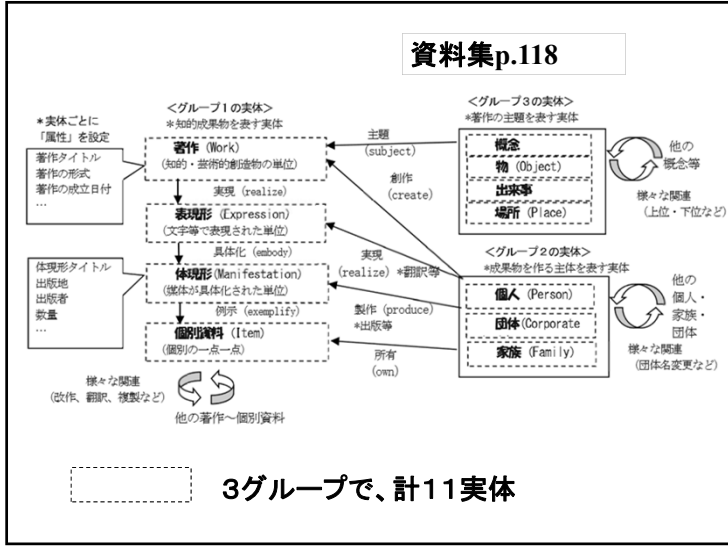 資料集p.118
<グループ1の実体>
*知的成果物を表す実体
*実体ごとに
「属性」を設定
著作タイトル
著作の形式
著作の成立日付
…
著作 (Work)
(知的・芸術的創造物の単位)
実現 (realize)
表現形 (Expression)
(文字等で表現された単位)
具体化 (embody)
体現形タイトル
出版地
出版者
数量
…
体現形(Manifestation)
(媒体が具体化された単位)
例示 (exemplify)
個別資料 (Item)
(個別の一点一点)
様々な関連
(改作、翻訳、複製など)
他の著作～個別資料
主題
(subject)
創作
(create)
実現
(realize) *翻訳等
製作 (produce)
*出版等
所有
(own)
<グループ3の実体>
*著作の主題を表す実体
概念
物 (Object)
出来事
場所 (Place)
他の
概念等
様々な関連
(上位・下位など)
<グループ2の実体>
*成果物を作る主体を表す実体
個人 (Person)
団体(Corporate
家族 (Family)
他の
個人・
家族・
団体
様々な関連
(団体名変更など)
3グループで、計11実体